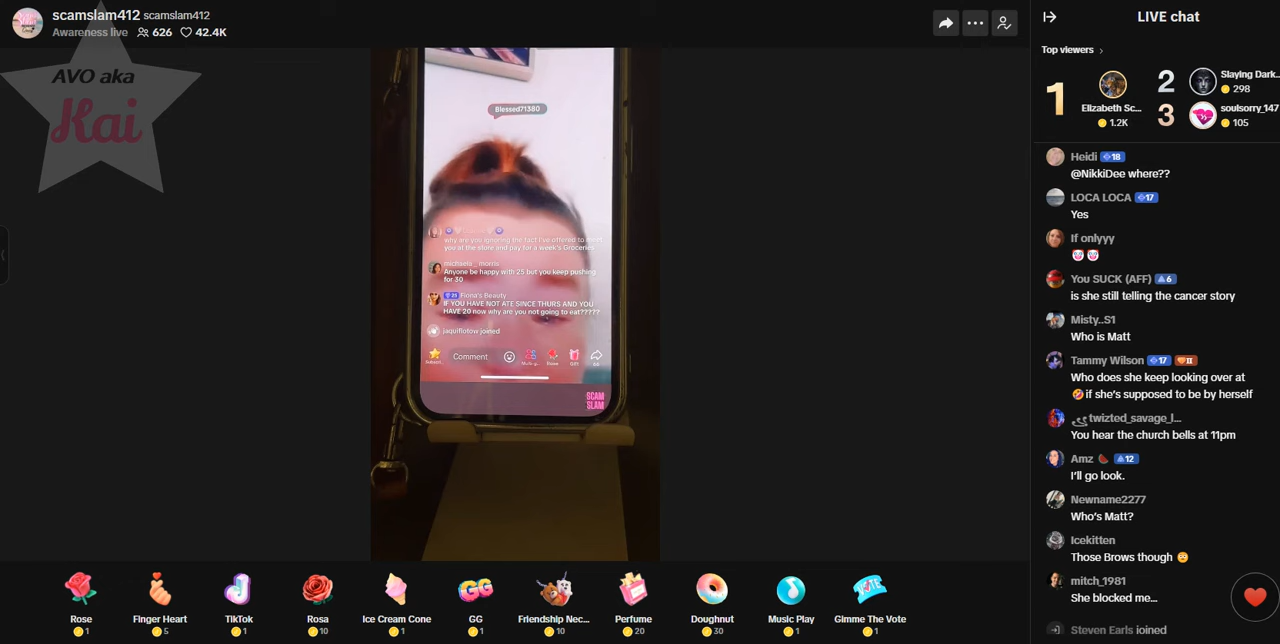 scamslam412 scamslam412
Awareness live 626 42.4K
AVO aka
Kai
Blessed71380
why are you ignoring the fact I've offered to meet
you at the store and pay for a week's Groceries
michaela_morris
Anyone be happy with 25 but you keep pushing
for 30
25 Fiona's Beauty
IF YOU HAVE NOT ATE SINCE THURS AND YOU
HAVE 20 now why are you not going to eat?????
jaquiflotow joined
Comment
Rose
Gift
SCAM
SLAM
Rose
1
Finger Heart
5
TikTok
1
Rosa
10
Ice Cream Cone
1
GG
1
Friendship Nec...
10
Perfume
20
Doughnut
30
Music Play
1
Gimme The Vote
1
LIVE chat
Top viewers
1
Elizabeth Sc...
1.2K
2
Slaying Dark...
298
3
soulsorry_147
105
Heidi 18
@NikkiDee where??
LOCA LOCA 17
Yes
If onlyyy
🤡🤡
You SUCK (AFF) 6
is she still telling the cancer story
Misty..S1
Who is Matt
Tammy Wilson 17 II
Who does she keep looking over at
🤣if she's supposed to be by herself
twizted_savage_l...
You hear the church bells at 11pm
Amz 🍉 12
I'll go look.
Newname2277
Who's Matt?
Icekitten
Those Brows though 😳
mitch_1981
She blocked me...
Steven Earls joined